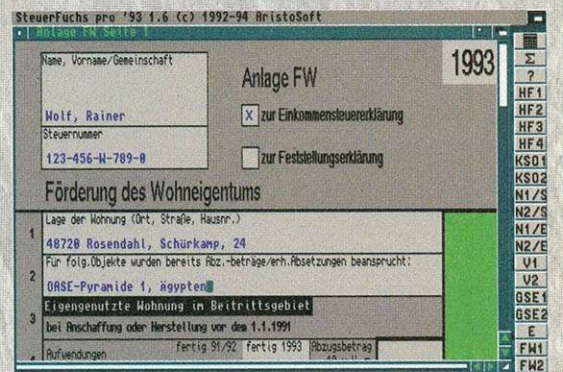 SteuerFuchs pro '93 1.6 (c) 1992-94 AristoSoft
Anlage FW Seite 1
Name, Vorname/Gemeinschaft
Wolf, Rainer
Steuernummer
123-456-W-789-0
Anlage FW
1993
X zur Einkommensteuererklärung
zur Feststellungserklärung
Förderung des Wohneigentums
Lage der Wohnung (Ort, Straße, Hausnr.)
1
48720 Rosendahl, Schürkamp, 24
Für folg.Objekte wurden bereits Abz.-beträge/erh.Absetzungen beansprucht:
2
OASE-Pyramide 1, ägypten
Eigengenutzte Wohnung im Beitrittsgebiet
3
bei Anschaffung oder Herstellung vor dem 1.1.1991
Aufwendungen
fertig 91/92
fertig 1993
Abzugsbetrag
Σ
?
HF1
HF2
HF3
HF4
KSO1
KSO2
N1/S
N2/S
N1/E
N2/E
V1
V2
GSE1
GSE2
E
FW1
FW2